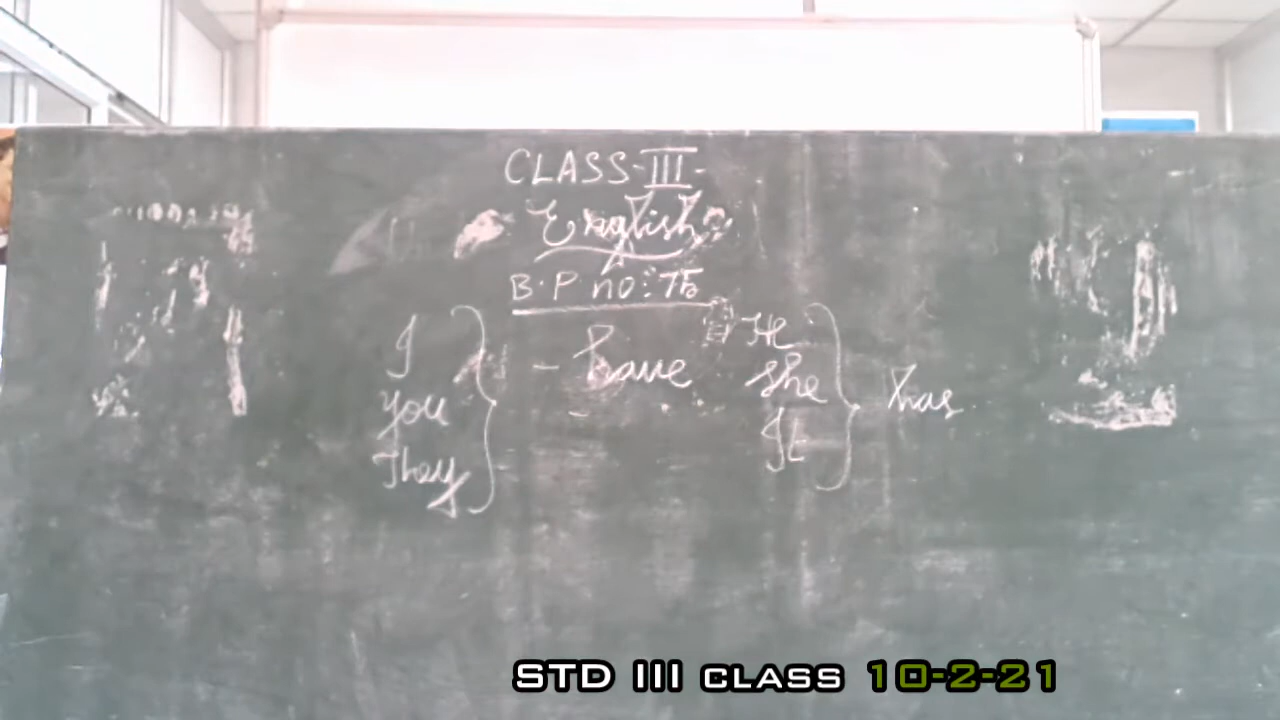 CLASS-III-
English
B.P no: 75
I
you
They
- have
He
She
It
has
STD III CLASS 10-2-21